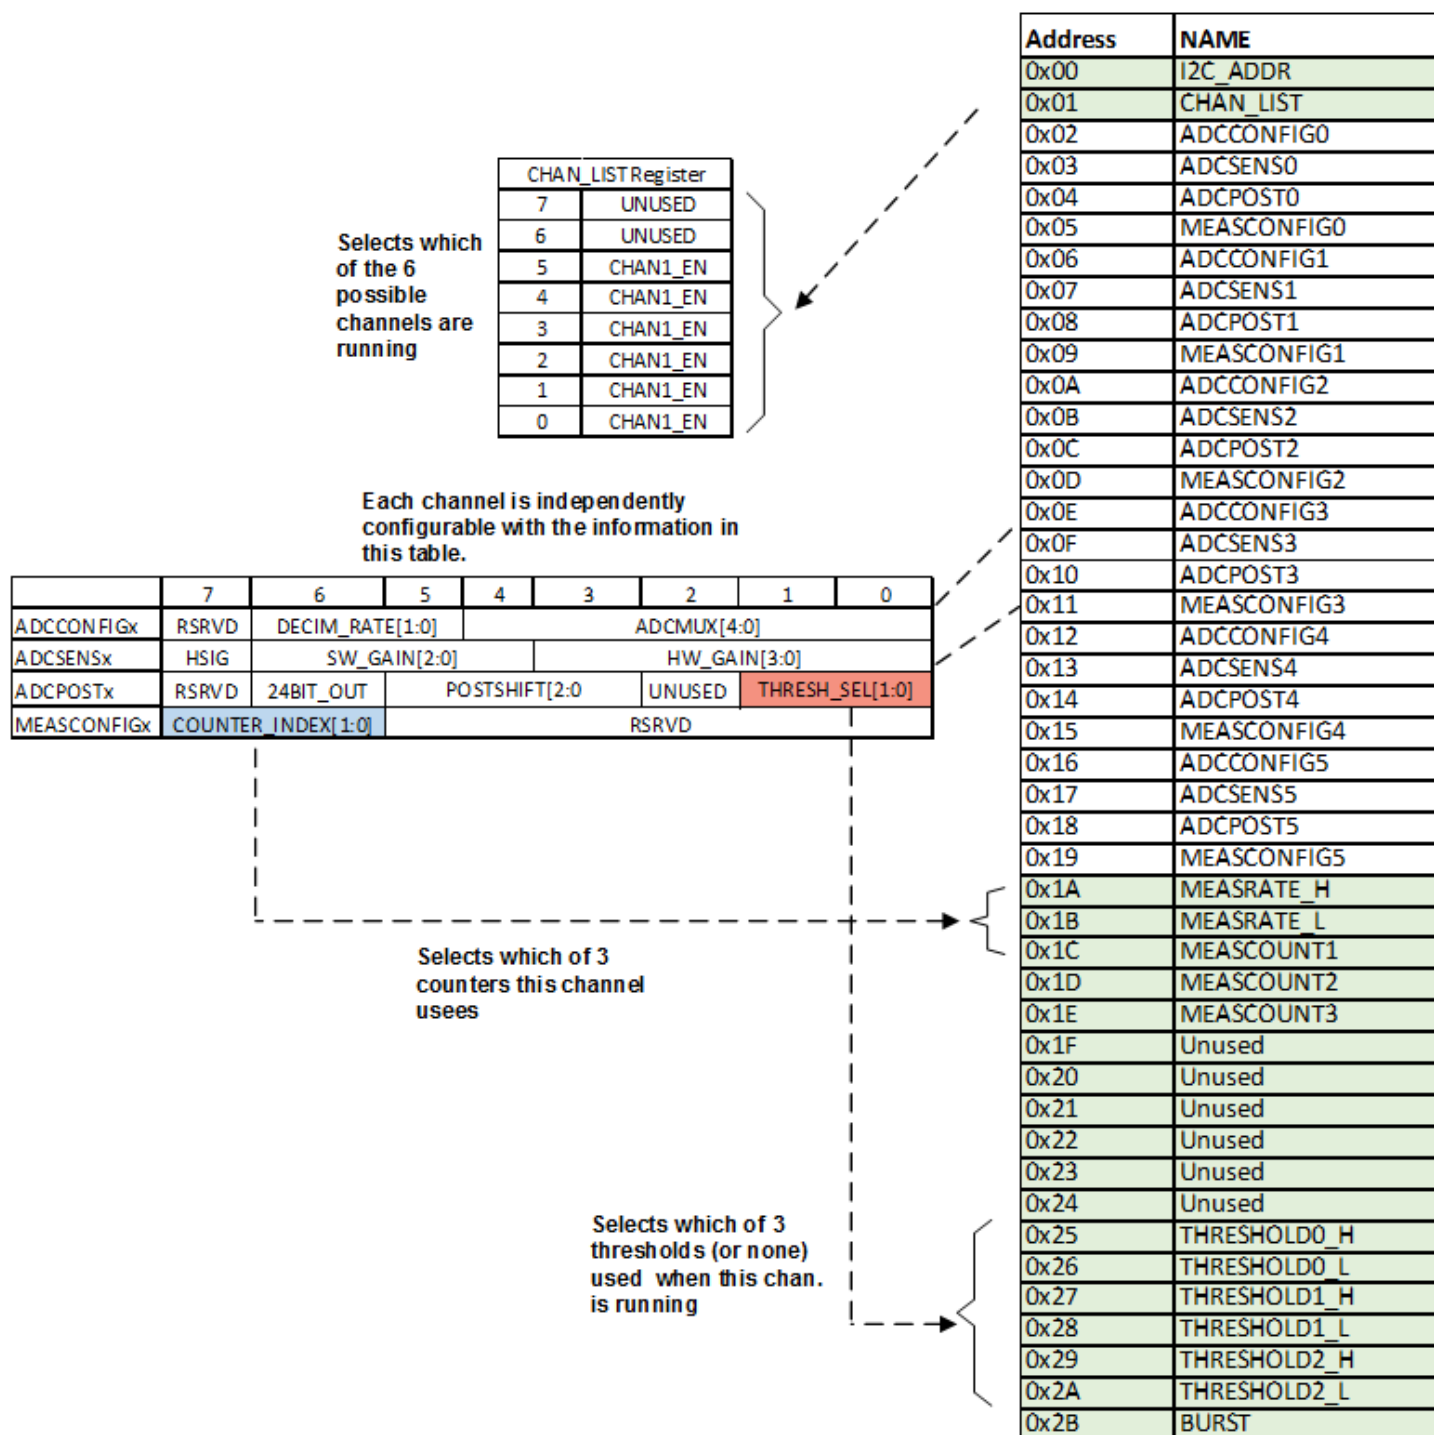 Address NAME
0x00 I2C_ADDR
0x01 CHAN_LIST
0x02 ADCCONFIG0
0x03 ADCSENS0
0x04 ADCPOST0
0x05 MEASCONFIG0
0x06 ADCCONFIG1
0x07 ADCSENS1
0x08 ADCPOST1
0x09 MEASCONFIG1
0x0A ADCCONFIG2
0x0B ADCSENS2
0x0C ADCPOST2
0x0D MEASCONFIG2
0x0E ADCCONFIG3
0x0F ADCSENS3
0x10 ADCPOST3
0x11 MEASCONFIG3
0x12 ADCCONFIG4
0x13 ADCSENS4
0x14 ADCPOST4
0x15 MEASCONFIG4
0x16 ADCCONFIG5
0x17 ADCSENS5
0x18 ADCPOST5
0x19 MEASCONFIG5
0x1A MEASRATE_H
0x1B MEASRATE_L
0x1C MEASCOUNT1
0x1D MEASCOUNT2
0x1E MEASCOUNT3
0x1F Unused
0x20 Unused
0x21 Unused
0x22 Unused
0x23 Unused
0x24 Unused
0x25 THRESHOLD0_H
0x26 THRESHOLD0_L
0x27 THRESHOLD1_H
0x28 THRESHOLD1_L
0x29 THRESHOLD2_H
0x2A THRESHOLD2_L
0x2B BURST
CHAN_LIST Register
7 UNUSED
6 UNUSED
5 CHAN1_EN
4 CHAN1_EN
3 CHAN1_EN
2 CHAN1_EN
1 CHAN1_EN
0 CHAN1_EN
Selects which
of the 6
possible
channels are
running
Each channel is independently
configurable with the information in
this table.
7 6 5 4 3 2 1 0
ADCCONFIGx RSRVD DECIM_RATE[1:0] ADCMUX[4:0]
ADCSENSx HSIG SW_GAIN[2:0] HW_GAIN[3:0]
ADCPOSTx RSRVD 24BIT_OUT POSTSHIFT[2:0 UNUSED THRESH_SEL[1:0]
MEASCONFIGx COUNTER_INDEX[1:0] RSRVD
Selects which of 3
counters this channel
usees
Selects which of 3
thresholds (or none)
used when this chan.
is running